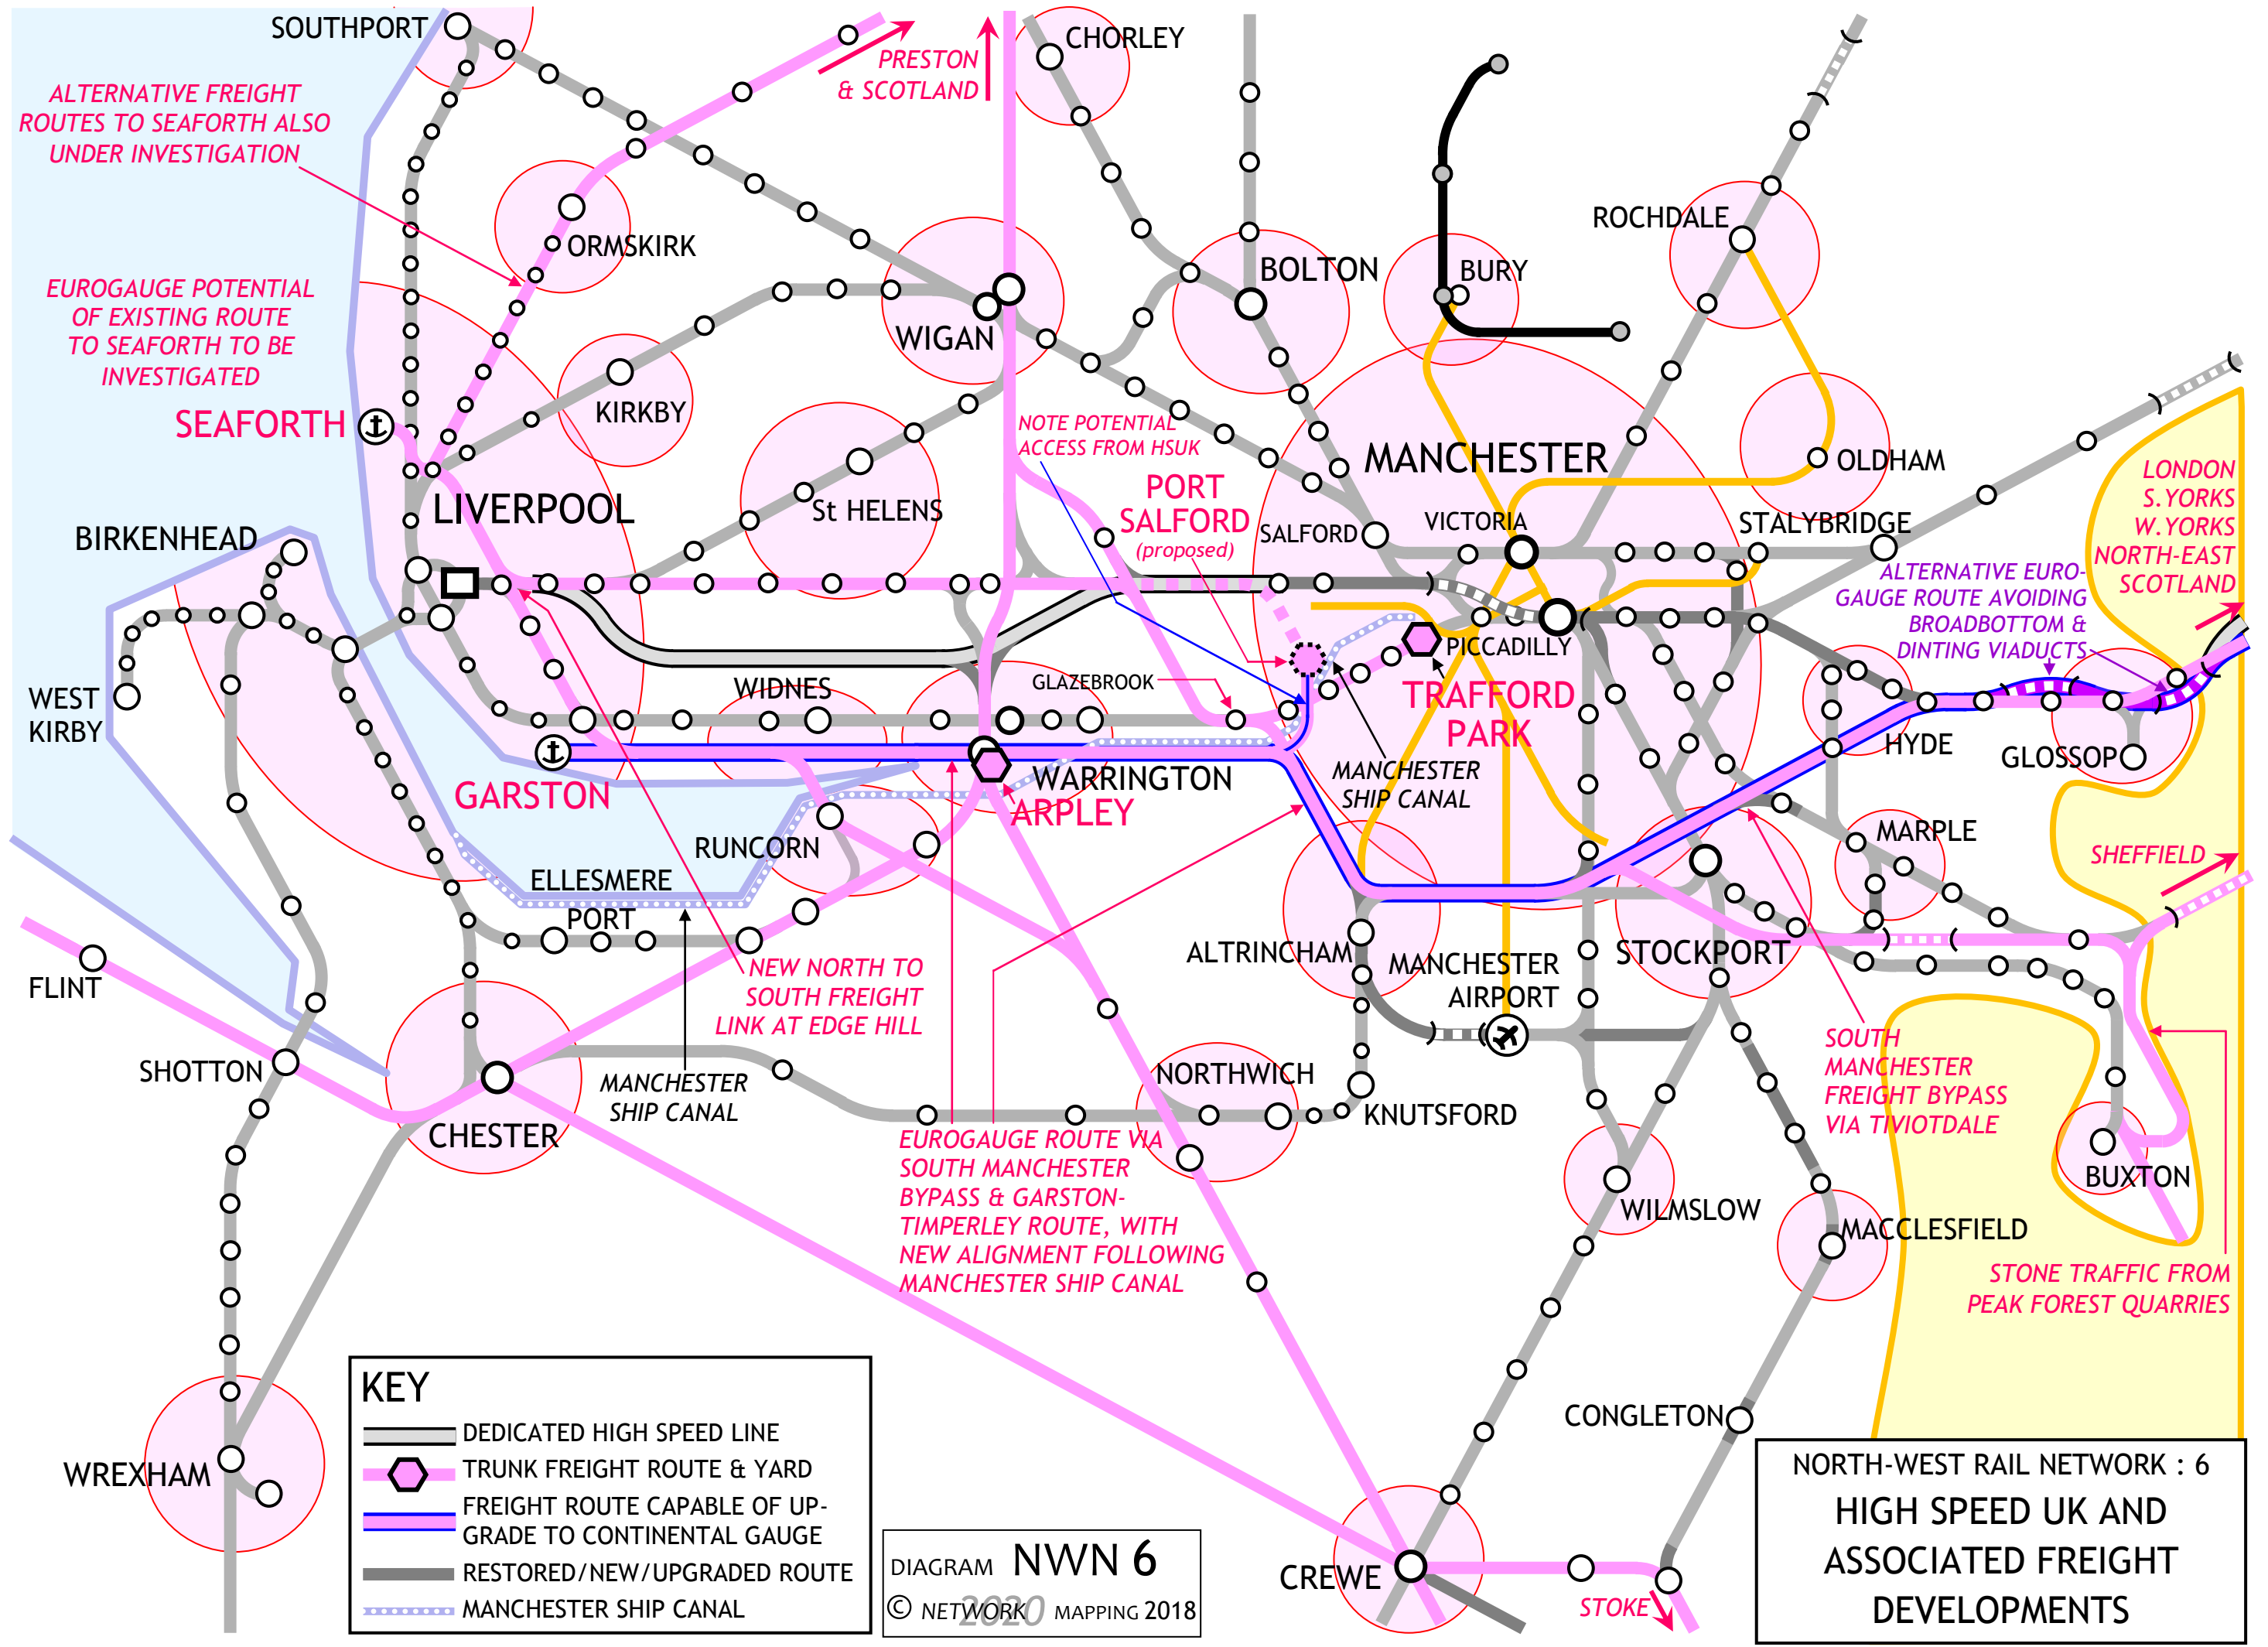 SOUTHPORT
CHORLEY
PRESTON
& SCOTLAND
ALTERNATIVE FREIGHT
ROUTES TO SEAFORTH ALSO
UNDER INVESTIGATION
ORMSKIRK
ROCHDALE
BOLTON
BURY
EUROGAUGE POTENTIAL
OF EXISTING ROUTE
TO SEAFORTH TO BE
INVESTIGATED
WIGAN
KIRKBY
SEAFORTH
NOTE POTENTIAL
ACCESS FROM HSUK
MANCHESTER
OLDHAM
LONDON
S.YORKS
W.YORKS
NORTH-EAST
SCOTLAND
PORT
SALFORD
(proposed)
LIVERPOOL
St HELENS
SALFORD
VICTORIA
STALYBRIDGE
BIRKENHEAD
ALTERNATIVE EURO-
GAUGE ROUTE AVOIDING
BROADBOTTOM &
DINTING VIADUCTS
PICCADILLY
WEST
KIRBY
WIDNES
GLAZEBROOK
TRAFFORD
PARK
HYDE
GLOSSOP
GARSTON
WARRINGTON
ARPLEY
MANCHESTER
SHIP CANAL
RUNCORN
MARPLE
SHEFFIELD
ELLESMERE
PORT
ALTRINCHAM
MANCHESTER
AIRPORT
STOCKPORT
FLINT
NEW NORTH TO
SOUTH FREIGHT
LINK AT EDGE HILL
SHOTTON
MANCHESTER
SHIP CANAL
NORTHWICH
KNUTSFORD
SOUTH
MANCHESTER
FREIGHT BYPASS
VIA TIVIOTDALE
CHESTER
EUROGAUGE ROUTE VIA
SOUTH MANCHESTER
BYPASS & GARSTON-
TIMPERLEY ROUTE, WITH
NEW ALIGNMENT FOLLOWING
MANCHESTER SHIP CANAL
BUXTON
WILMSLOW
MACCLESFIELD
STONE TRAFFIC FROM
PEAK FOREST QUARRIES
CONGLETON
WREXHAM
CREWE
STOKE
KEY
DEDICATED HIGH SPEED LINE
TRUNK FREIGHT ROUTE & YARD
FREIGHT ROUTE CAPABLE OF UP-
GRADE TO CONTINENTAL GAUGE
RESTORED/NEW/UPGRADED ROUTE
MANCHESTER SHIP CANAL
DIAGRAM NWN 6
© NETWORK 2020 MAPPING 2018
NORTH-WEST RAIL NETWORK : 6
HIGH SPEED UK AND
ASSOCIATED FREIGHT
DEVELOPMENTS